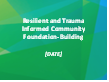 Resilient and Trauma
Informed Community
Foundation-Building
[DATE]